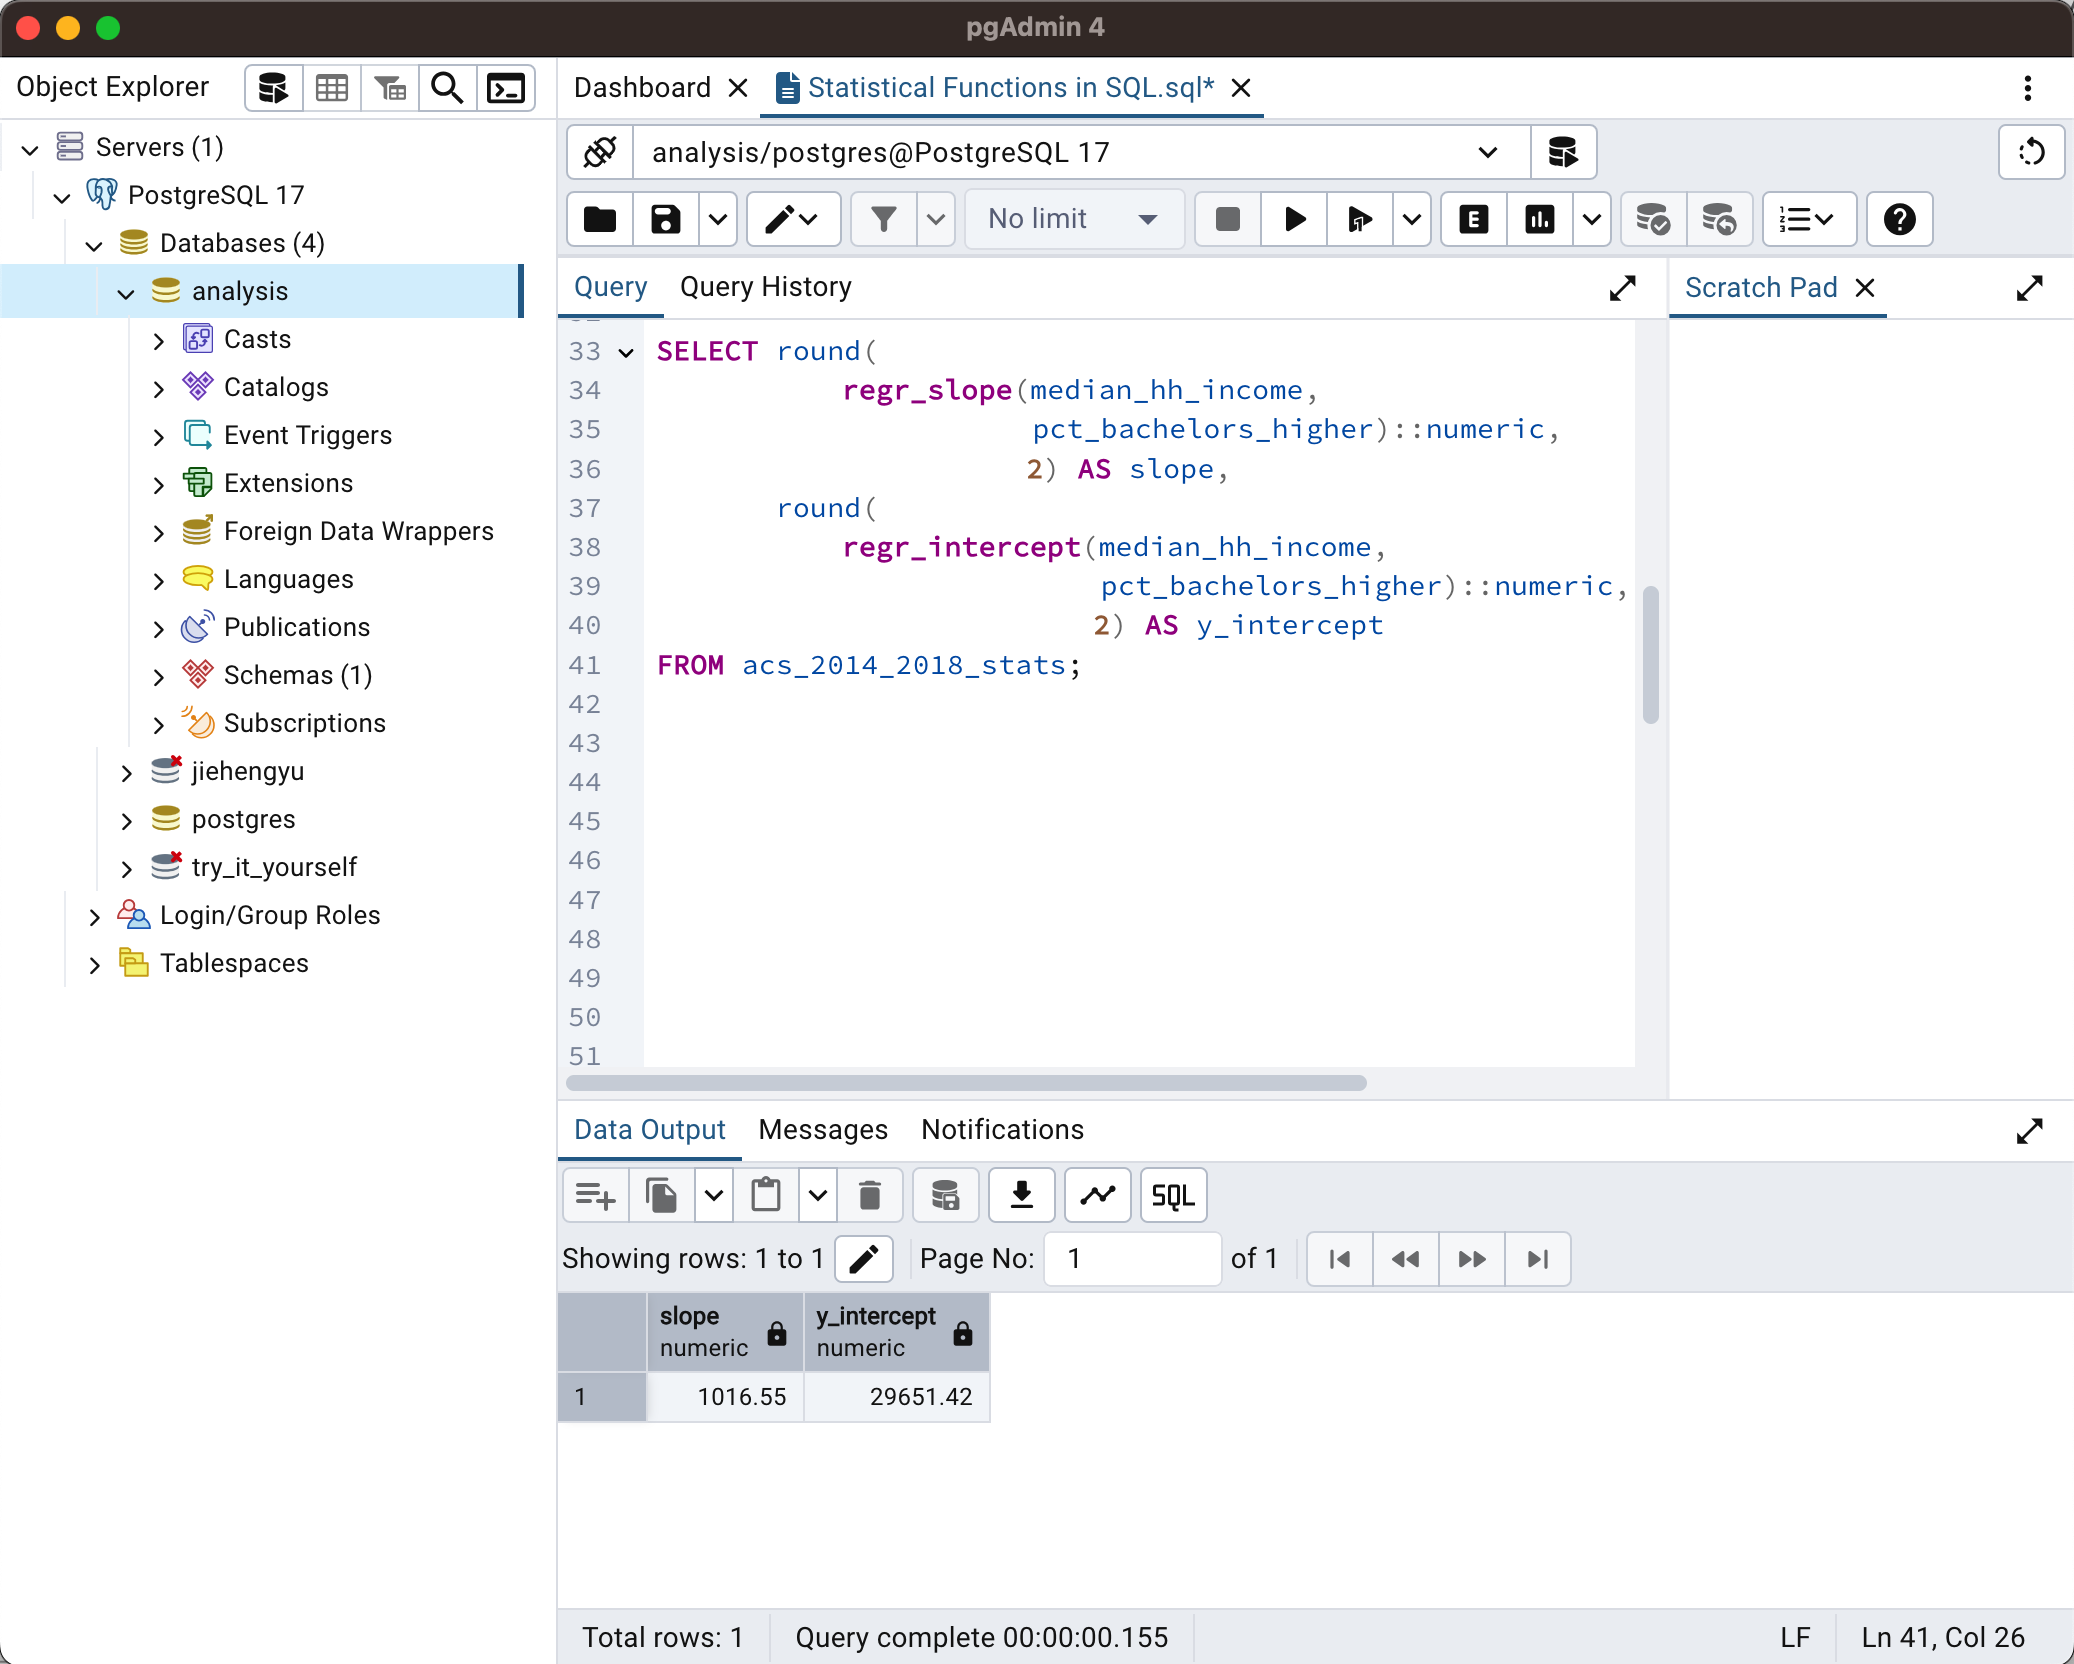 pgAdmin 4
Object Explorer
Dashboard
Statistical Functions in SQL.sql*
Servers (1)
PostgreSQL 17
Databases (4)
analysis
Casts
Catalogs
Event Triggers
Extensions
Foreign Data Wrappers
Languages
Publications
Schemas (1)
Subscriptions
jiehengyu
postgres
try_it_yourself
Login/Group Roles
Tablespaces
analysis/postgres@PostgreSQL 17
No limit
E
Query
Query History
Scratch Pad
33 SELECT round(
34 regr_slope(median_hh_income,
35 pct_bachelors_higher)::numeric,
36 2) AS slope,
37 round(
38 regr_intercept(median_hh_income,
39 pct_bachelors_higher)::numeric,
40 2) AS y_intercept
41 FROM acs_2014_2018_stats;
42
43
44
45
46
47
48
49
50
51
Data Output
Messages
Notifications
SQL
Showing rows: 1 to 1
Page No: 1 of 1
slope y_intercept
numeric numeric
1 1016.55 29651.42
Total rows: 1
Query complete 00:00:00.155
LF
Ln 41, Col 26